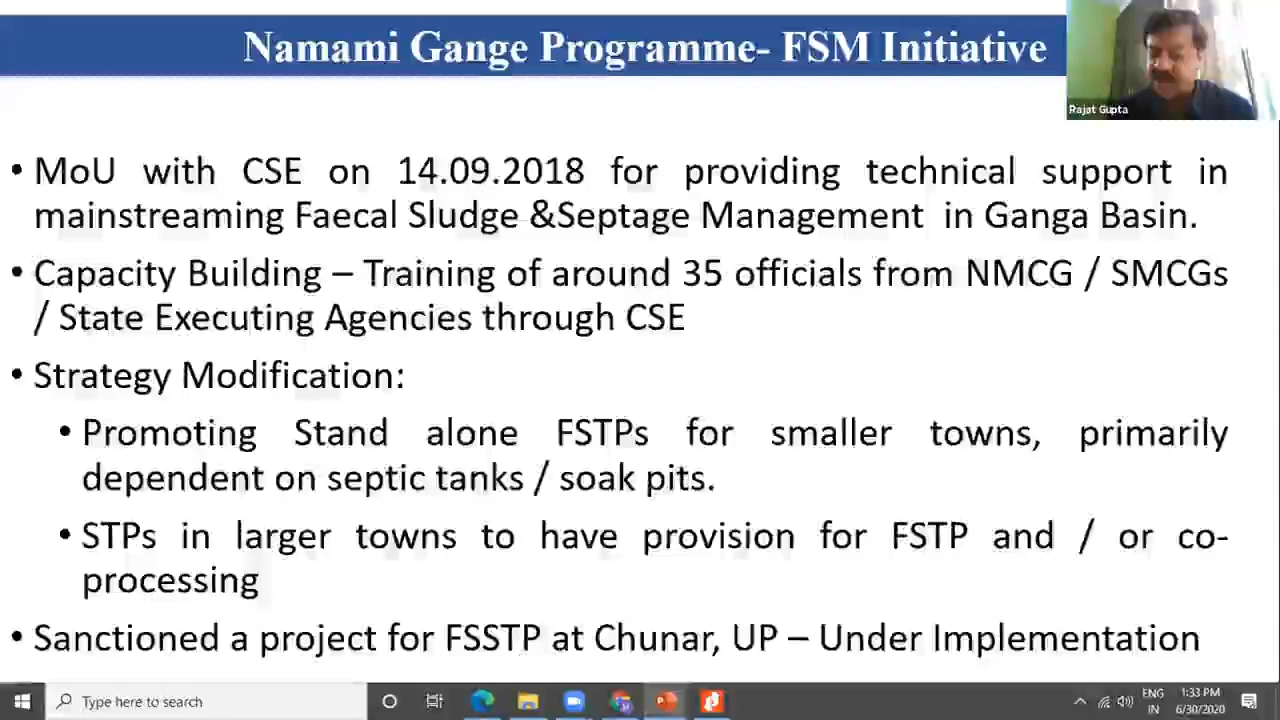 Namami Gange Programme- FSM Initiative
Rajat Gupta
• MoU with CSE on 14.09.2018 for providing technical support in
mainstreaming Faecal Sludge &Septage Management in Ganga Basin.
• Capacity Building – Training of around 35 officials from NMCG / SMCGs
/ State Executing Agencies through CSE
• Strategy Modification:
• Promoting Stand alone FSTPs for smaller towns, primarily
dependent on septic tanks / soak pits.
• STPs in larger towns to have provision for FSTP and / or co-
processing
• Sanctioned a project for FSSTP at Chunar, UP – Under Implementation
Type here to search
ENG
IN
1:33 PM
6/30/2020